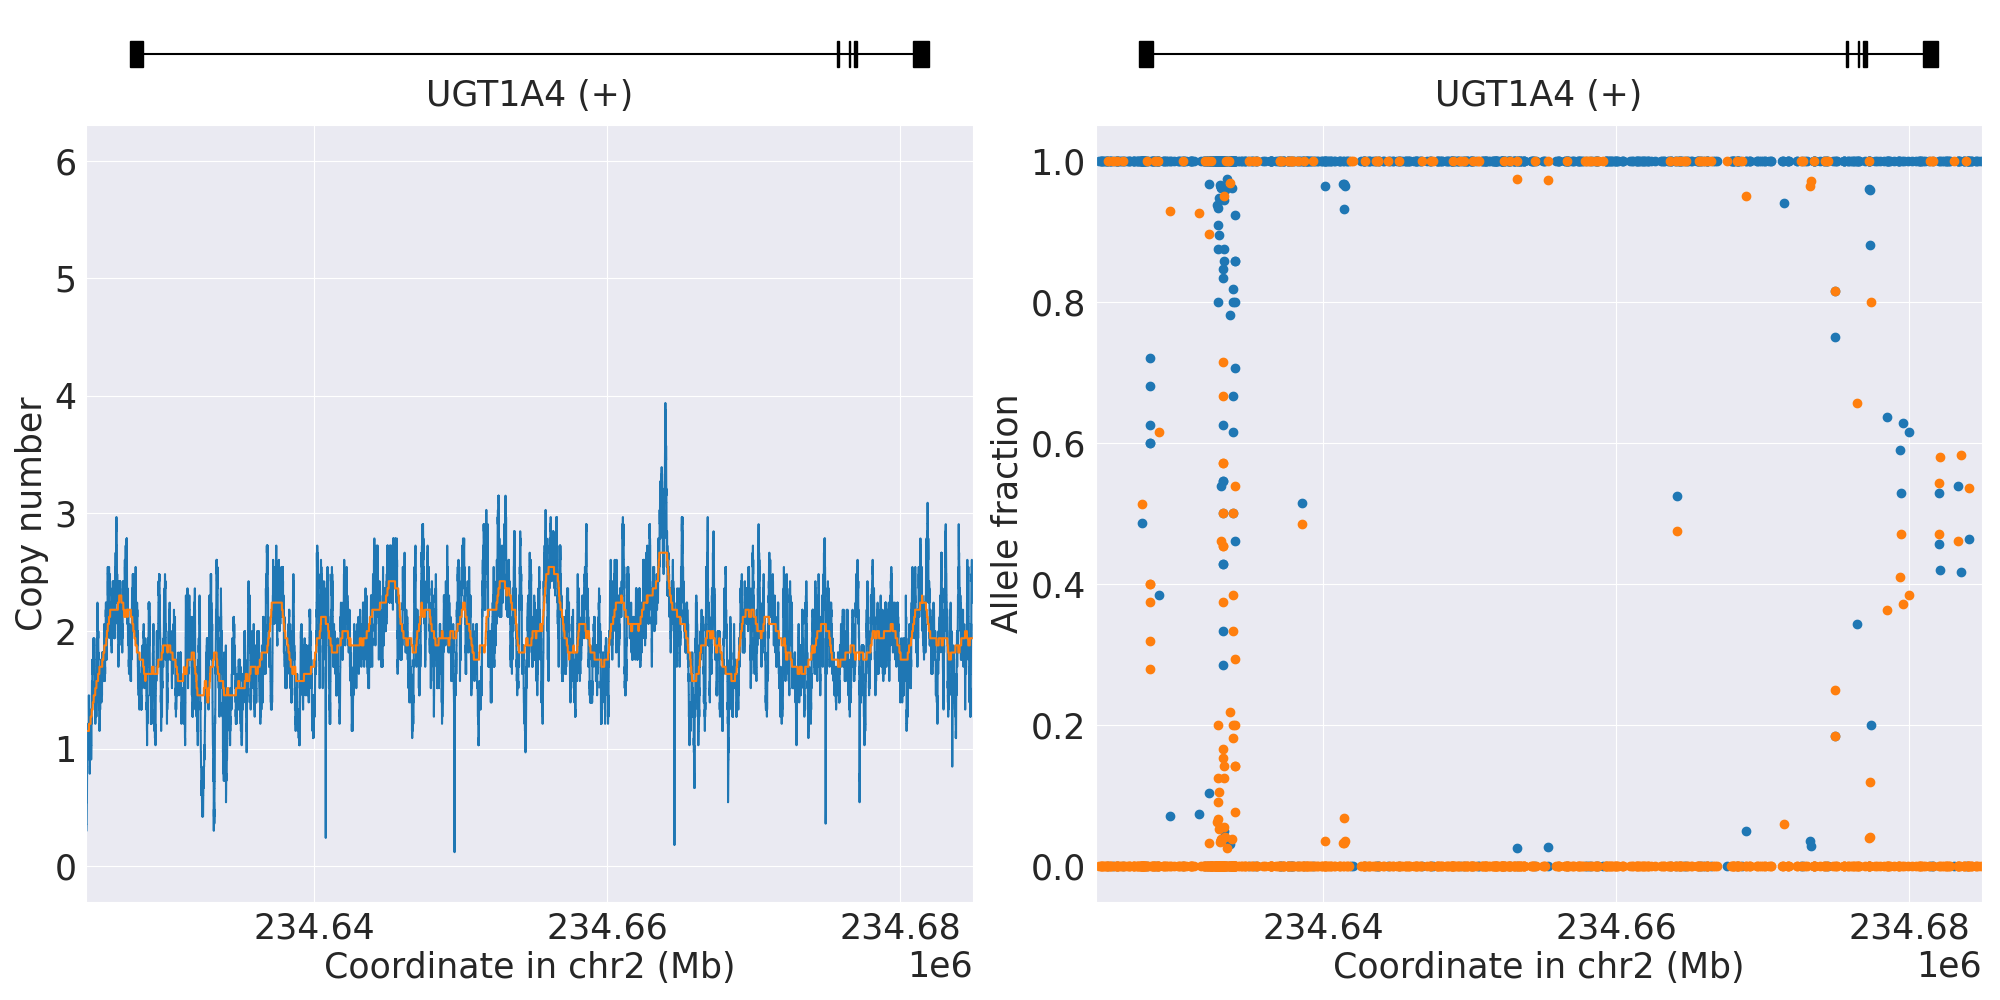 UGT1A4 (+)
6
5
4
3
2
1
0
Copy number
234.64
234.66
234.68
1e6
Coordinate in chr2 (Mb)
UGT1A4 (+)
1.0
0.8
0.6
0.4
0.2
0.0
Allele fraction
234.64
234.66
234.68
1e6
Coordinate in chr2 (Mb)